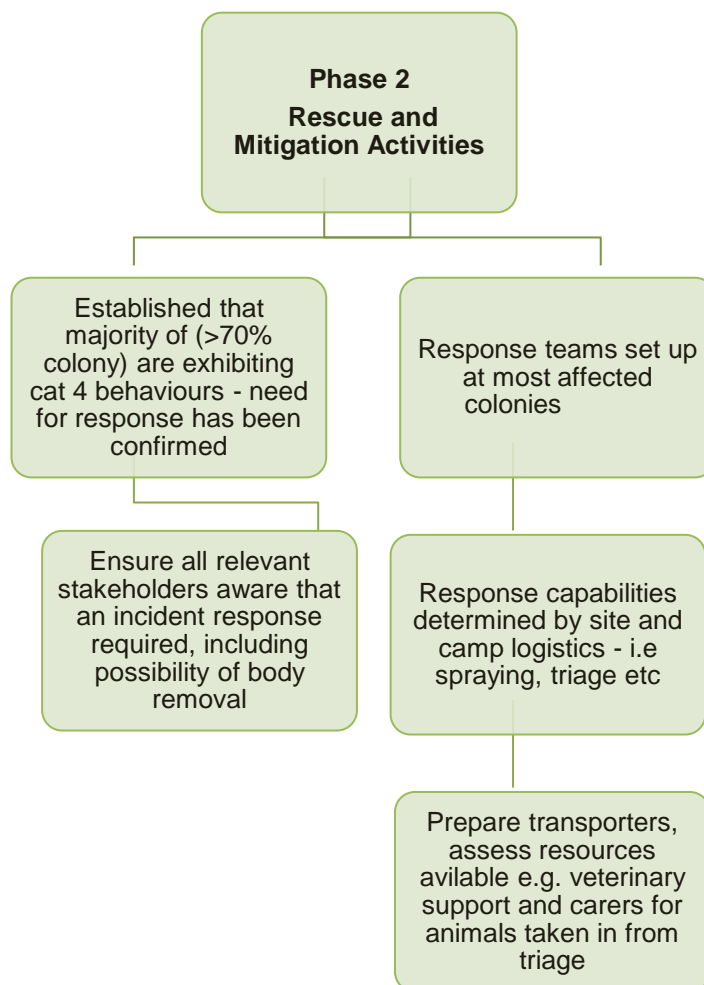 Phase 2
Rescue and
Mitigation Activities
Established that
majority of (>70%
colony) are exhibiting
cat 4 behaviours - need
for response has been
confirmed
Ensure all relevant
stakeholders aware that
an incident response
required, including
possibility of body
removal
Response teams set up
at most affected
colonies
Response capabilities
determined by site and
camp logistics - i.e
spraying, triage etc
Prepare transporters,
assess resources
avilable e.g. veterinary
support and carers for
animals taken in from
triage